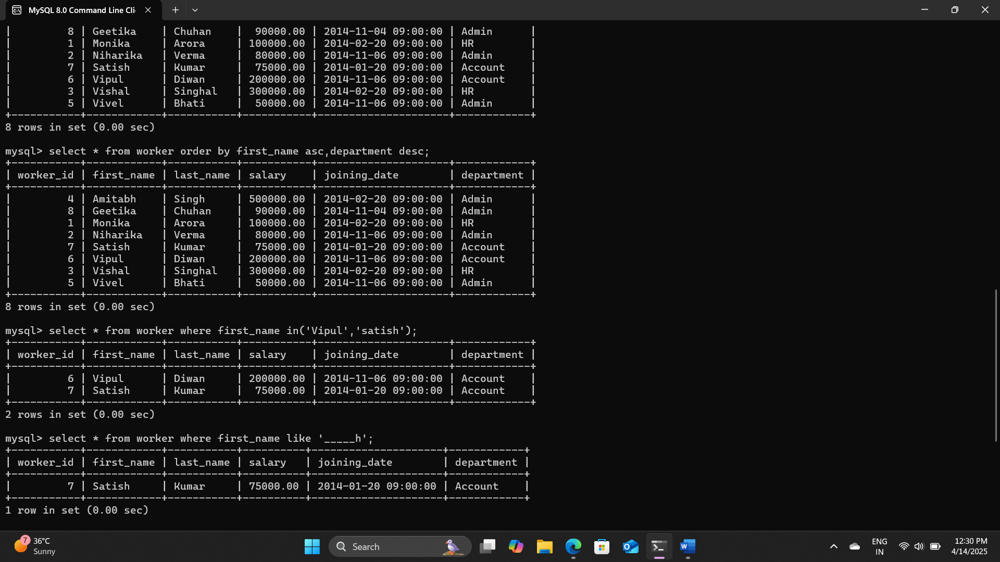 MySQL 8.0 Command Line Cli
|           8 | Geetika    | Chuhan    |  90000.00 | 2014-11-04 09:00:00 | Admin      |
|           1 | Monika     | Arora     | 100000.00 | 2014-02-20 09:00:00 | HR         |
|           2 | Niharika   | Verma     |  80000.00 | 2014-11-06 09:00:00 | Admin      |
|           7 | Satish     | Kumar     |  75000.00 | 2014-01-20 09:00:00 | Account    |
|           6 | Vipul      | Diwan     | 200000.00 | 2014-11-06 09:00:00 | Account    |
|           3 | Vishal     | Singhal   | 300000.00 | 2014-02-20 09:00:00 | HR         |
|           5 | Vivel      | Bhati     |  50000.00 | 2014-11-06 09:00:00 | Admin      |
+-----------+------------+-----------+-----------+---------------------+------------+
8 rows in set (0.00 sec)
mysql> select * from worker order by first_name asc,department desc;
+-----------+------------+-----------+-----------+---------------------+------------+
| worker_id | first_name | last_name | salary    | joining_date        | department |
+-----------+------------+-----------+-----------+---------------------+------------+
|         4 | Amitabh    | Singh     | 500000.00 | 2014-02-20 09:00:00 | Admin      |
|         8 | Geetika    | Chuhan    |  90000.00 | 2014-11-04 09:00:00 | Admin      |
|         1 | Monika     | Arora     | 100000.00 | 2014-02-20 09:00:00 | HR         |
|         2 | Niharika   | Verma     |  80000.00 | 2014-11-06 09:00:00 | Admin      |
|         7 | Satish     | Kumar     |  75000.00 | 2014-01-20 09:00:00 | Account    |
|         6 | Vipul      | Diwan     | 200000.00 | 2014-11-06 09:00:00 | Account    |
|         3 | Vishal     | Singhal   | 300000.00 | 2014-02-20 09:00:00 | HR         |
|         5 | Vivel      | Bhati     |  50000.00 | 2014-11-06 09:00:00 | Admin      |
+-----------+------------+-----------+-----------+---------------------+------------+
8 rows in set (0.00 sec)
mysql> select * from worker where first_name in('Vipul','satish');
+-----------+------------+-----------+-----------+---------------------+------------+
| worker_id | first_name | last_name | salary    | joining_date        | department |
+-----------+------------+-----------+-----------+---------------------+------------+
|         6 | Vipul      | Diwan     | 200000.00 | 2014-11-06 09:00:00 | Account    |
|         7 | Satish     | Kumar     |  75000.00 | 2014-01-20 09:00:00 | Account    |
+-----------+------------+-----------+-----------+---------------------+------------+
2 rows in set (0.00 sec)
mysql> select * from worker where first_name like '_____h';
+-----------+------------+-----------+----------+---------------------+------------+
| worker_id | first_name | last_name | salary   | joining_date        | department |
+-----------+------------+-----------+----------+---------------------+------------+
|         7 | Satish     | Kumar     | 75000.00 | 2014-01-20 09:00:00 | Account    |
+-----------+------------+-----------+----------+---------------------+------------+
1 row in set (0.00 sec)
7 36°C
Sunny
Search
ENG
IN
12:30 PM
4/14/2025